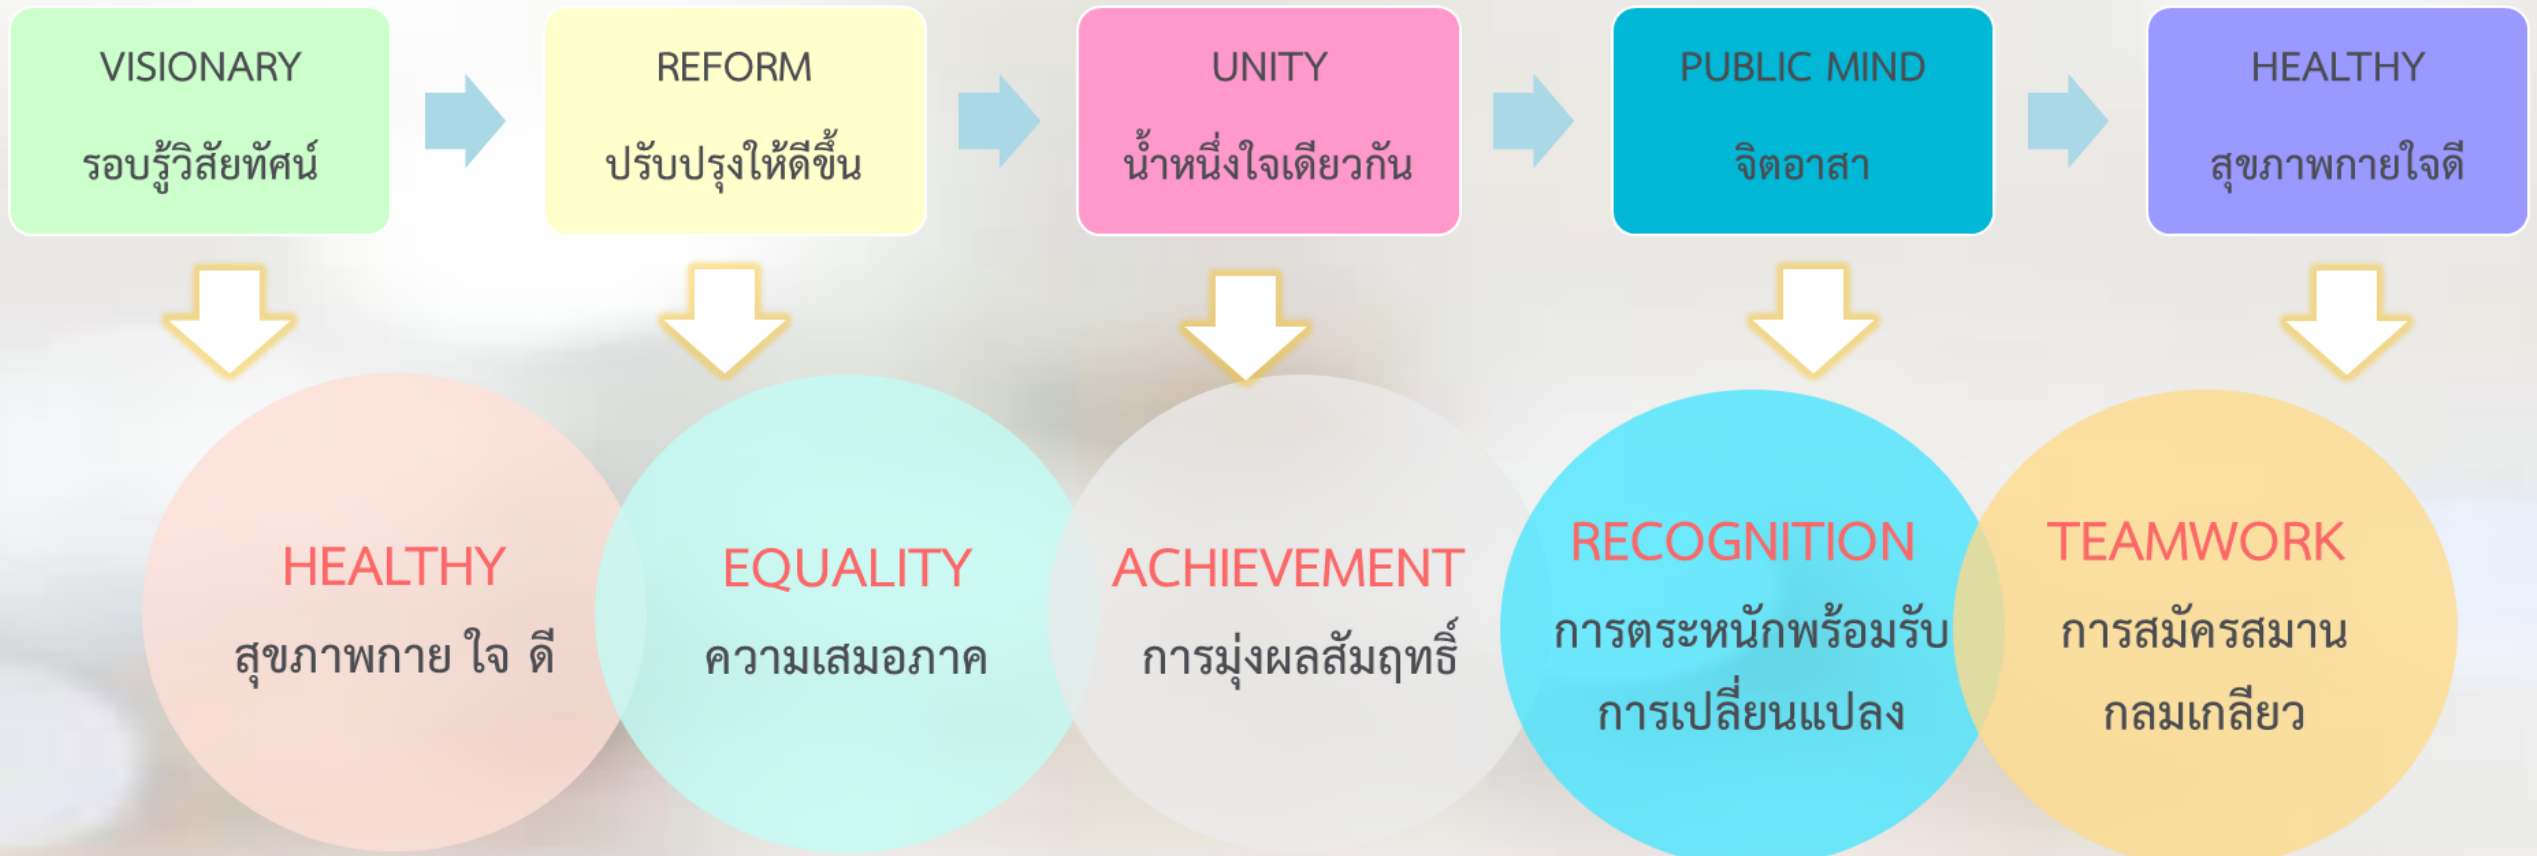 VISIONARY
รอบรู้วิสัยทัศน์
REFORM
ปรับปรุงให้ดีขึ้น
UNITY
น้ำหนึ่งใจเดียวกัน
PUBLIC MIND
จิตอาสา
HEALTHY
สุขภาพกายใจดี
HEALTHY
สุขภาพกาย ใจ ดี
EQUALITY
ความเสมอภาค
ACHIEVEMENT
การมุ่งผลสัมฤทธิ์
RECOGNITION
การตระหนักพร้อมรับ
การเปลี่ยนแปลง
TEAMWORK
การสมัครสมาน
กลมเกลียว